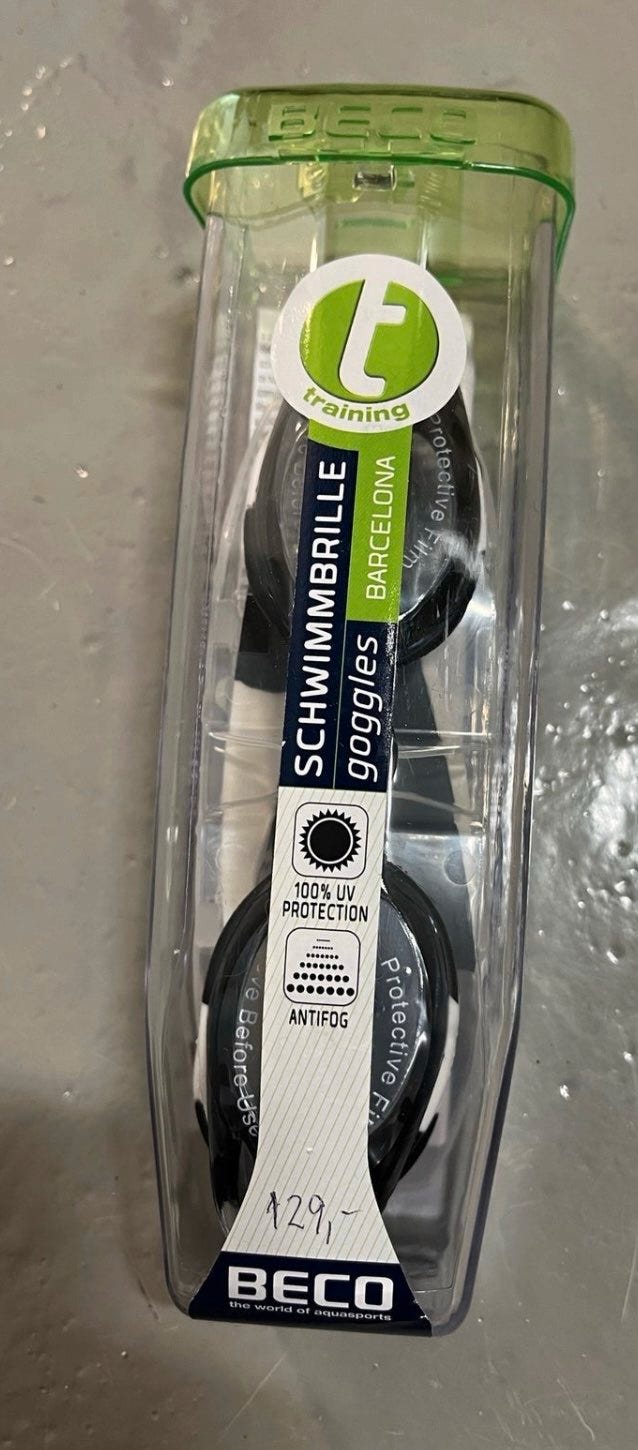 BECO
t
training
SCHWIMMBRILLE
BARCELONA
goggles
Protective Film
100% UV
PROTECTION
ANTIFOG
Protective
Before Use
129,-
BECO
the world of aquasports